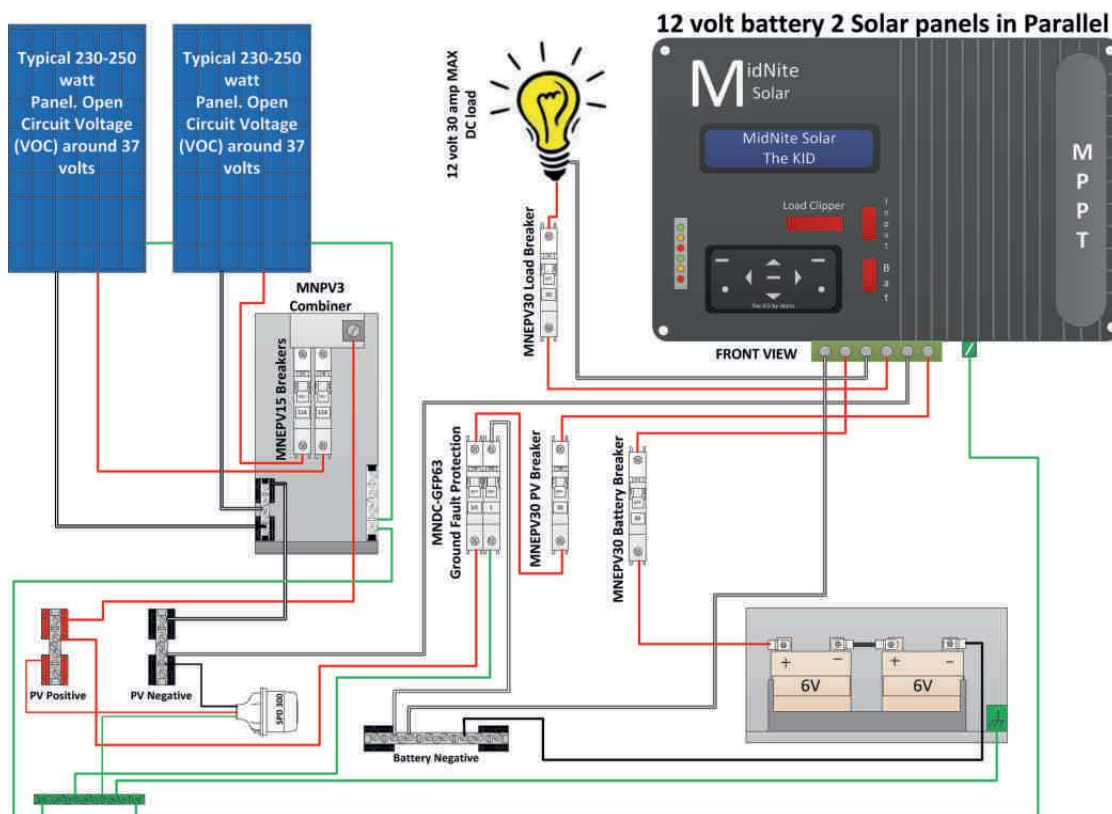 12 volt battery 2 Solar panels in Parallel
Typical 230-250
watt
Panel. Open
Circuit Voltage
(VOC) around 37
volts
Typical 230-250
watt
Panel. Open
Circuit Voltage
(VOC) around 37
volts
12 volt 30 amp MAX
DC load
MidNite
Solar
MidNite Solar
The KID
Load Clipper
Input
Bat
MPPT
MNPV3
Combiner
MNEPV15 Breakers
MNEPV30 Load Breaker
FRONT VIEW
MNDC-GFP63
Ground Fault Protection
MNEPV30 PV Breaker
MNEPV30 Battery Breaker
PV Positive
PV Negative
SPD 300
Battery Negative
+
-
6V
+
-
6V